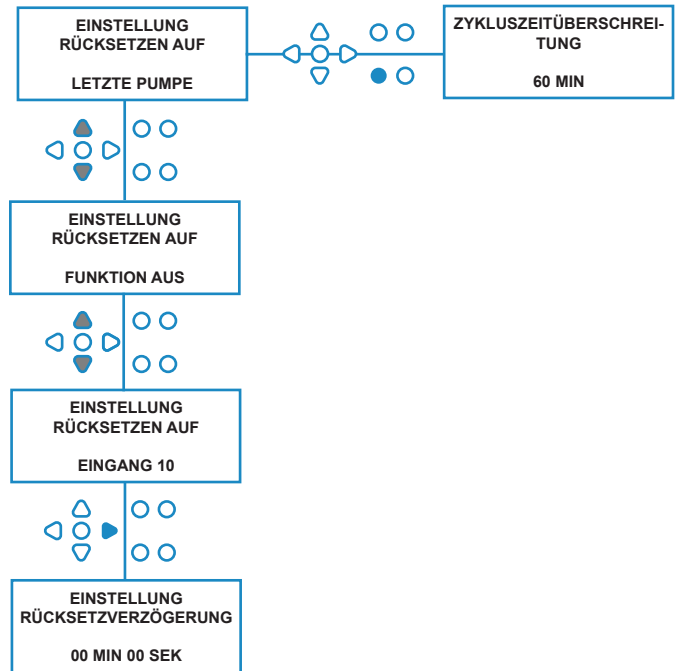 EINSTELLUNG
RÜCKSETZEN AUF
LETZTE PUMPE
ZYKLUSZEITÜBERSCHREI-
TUNG
60 MIN
EINSTELLUNG
RÜCKSETZEN AUF
FUNKTION AUS
EINSTELLUNG
RÜCKSETZEN AUF
EINGANG 10
EINSTELLUNG
RÜCKSETZVERZÖGERUNG
00 MIN 00 SEK